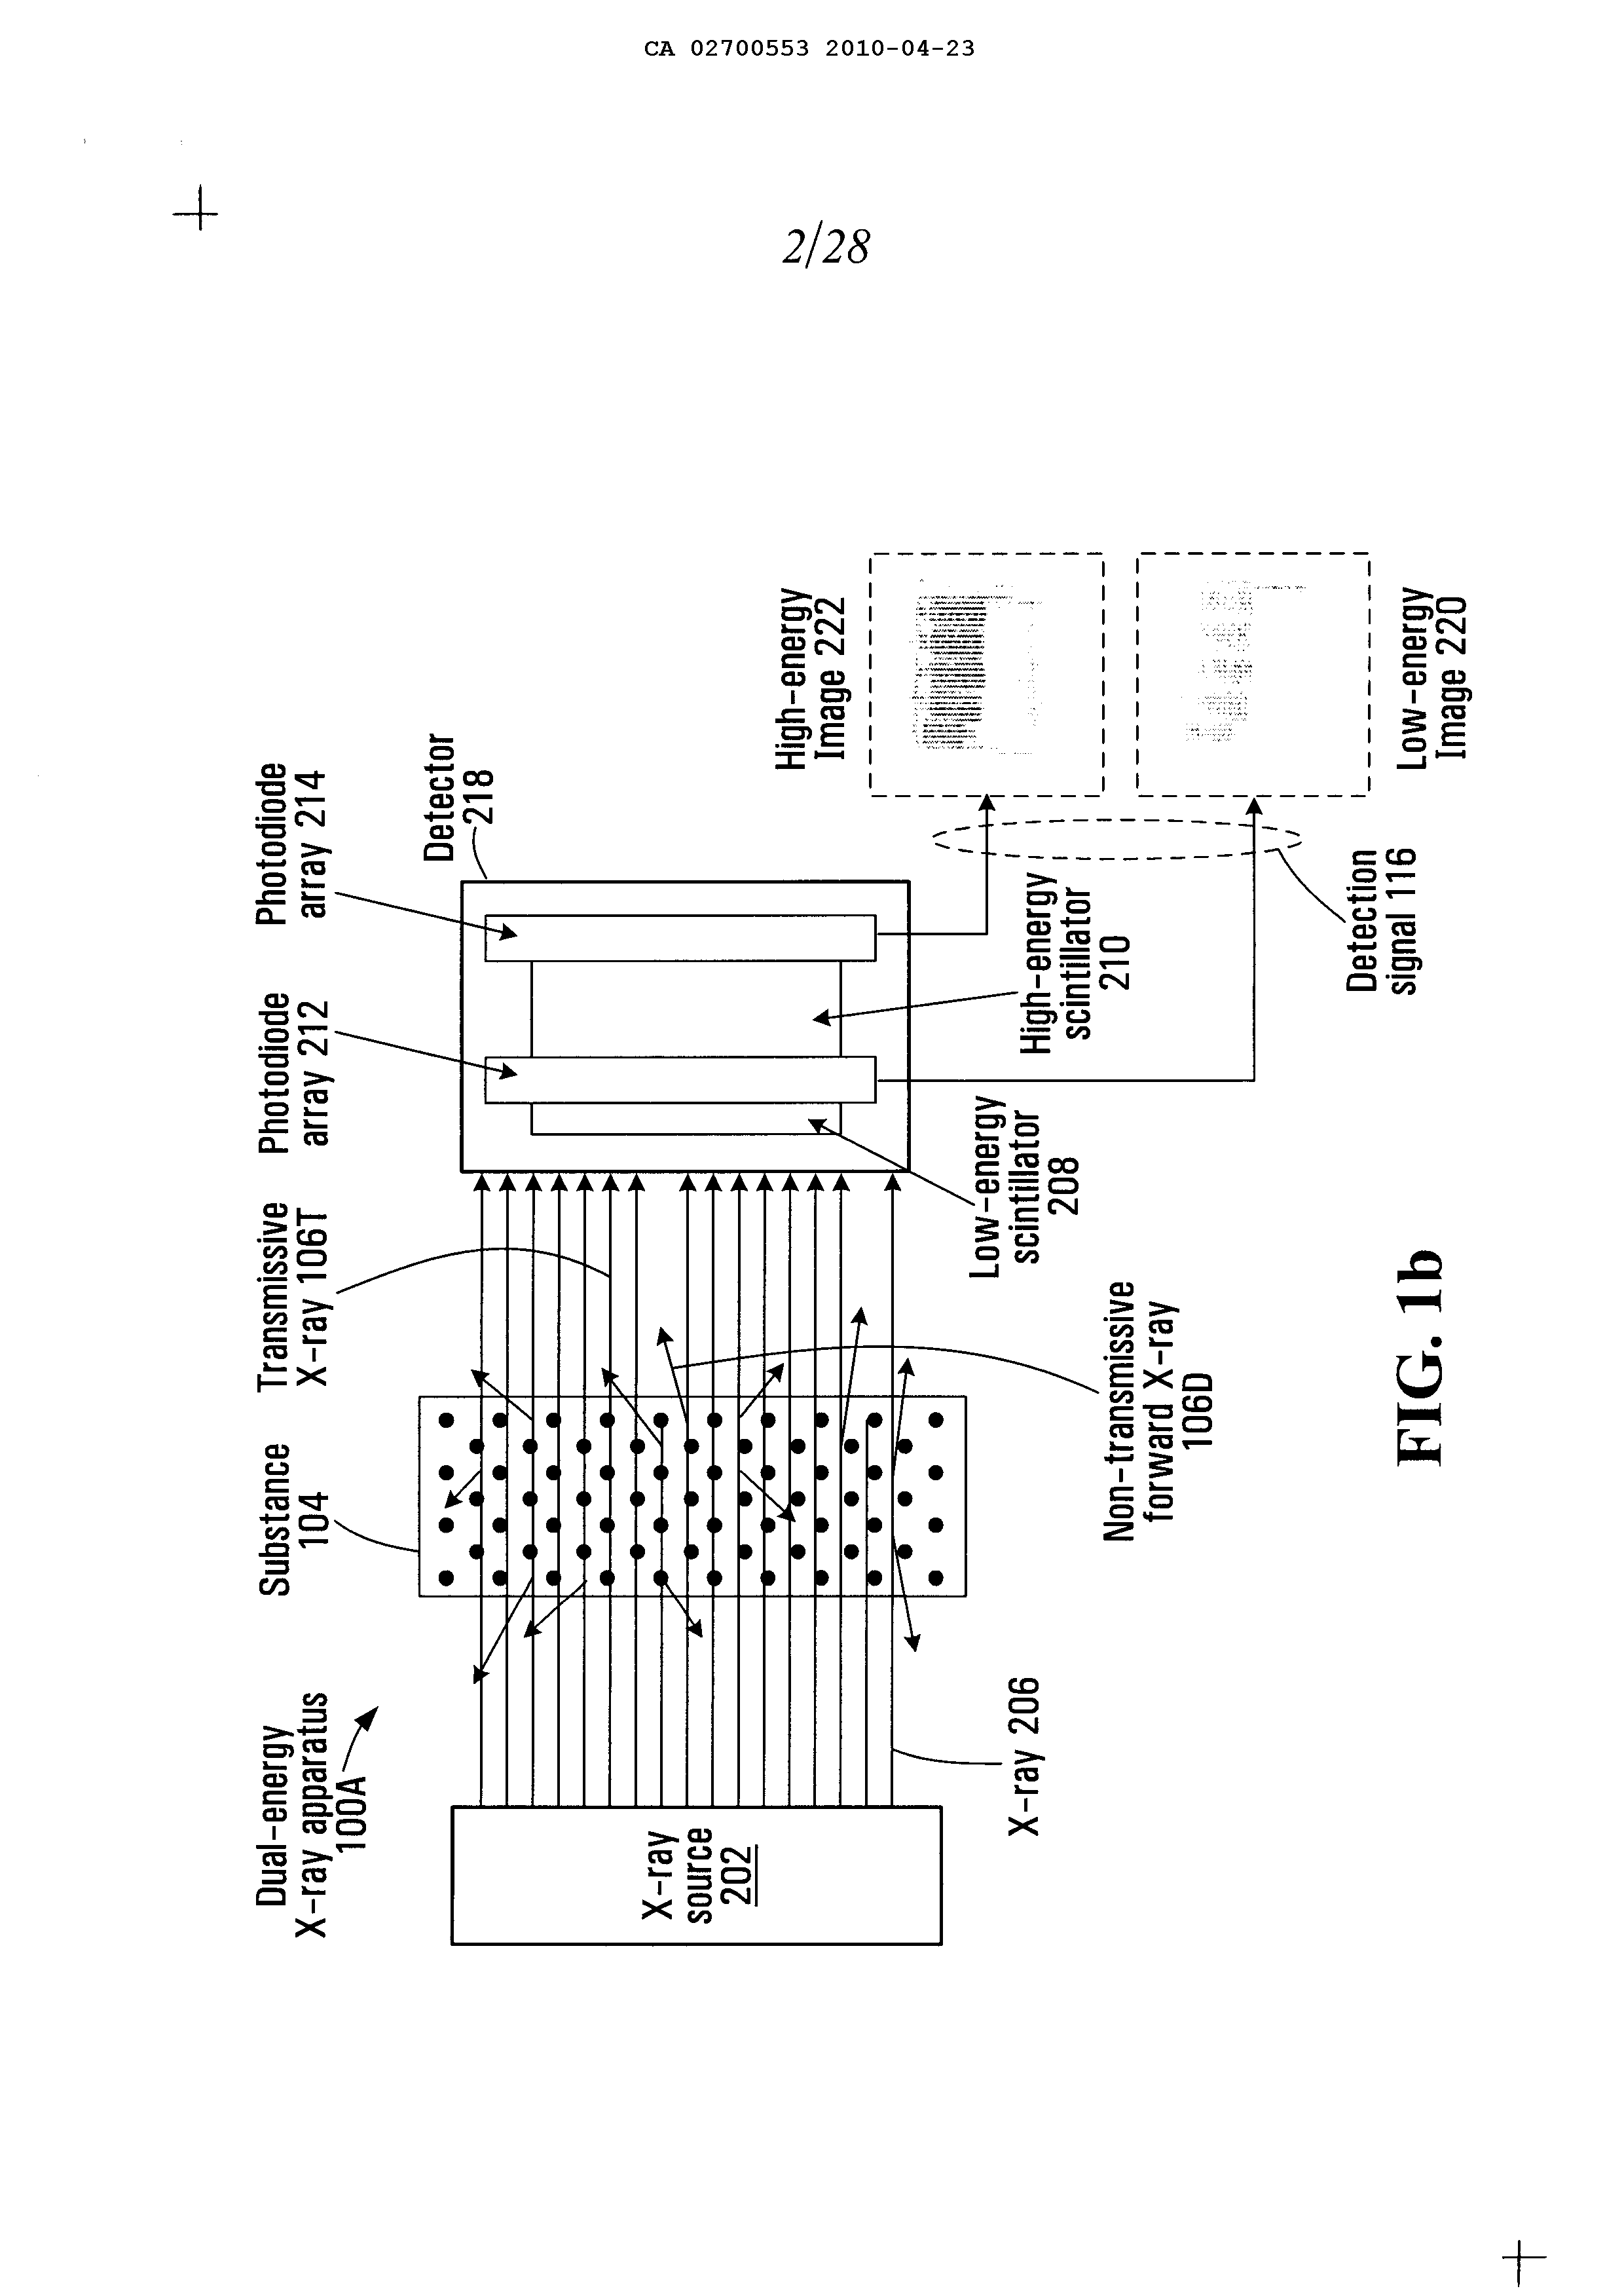 CA 02700553 2010-04-23
2/28
Dual-energy
X-ray apparatus
100A
Substance
104
Transmissive
X-ray 106T
Photodiode
array 212
Photodiode
array 214
Detector
218
High-energy
Image 222
X-ray
source
202
X-ray 206
Non-transmissive
forward X-ray
106D
Low-energy
scintillator
208
High-energy
scintillator
210
Detection
signal 116
Low-energy
Image 220
FIG. 1b